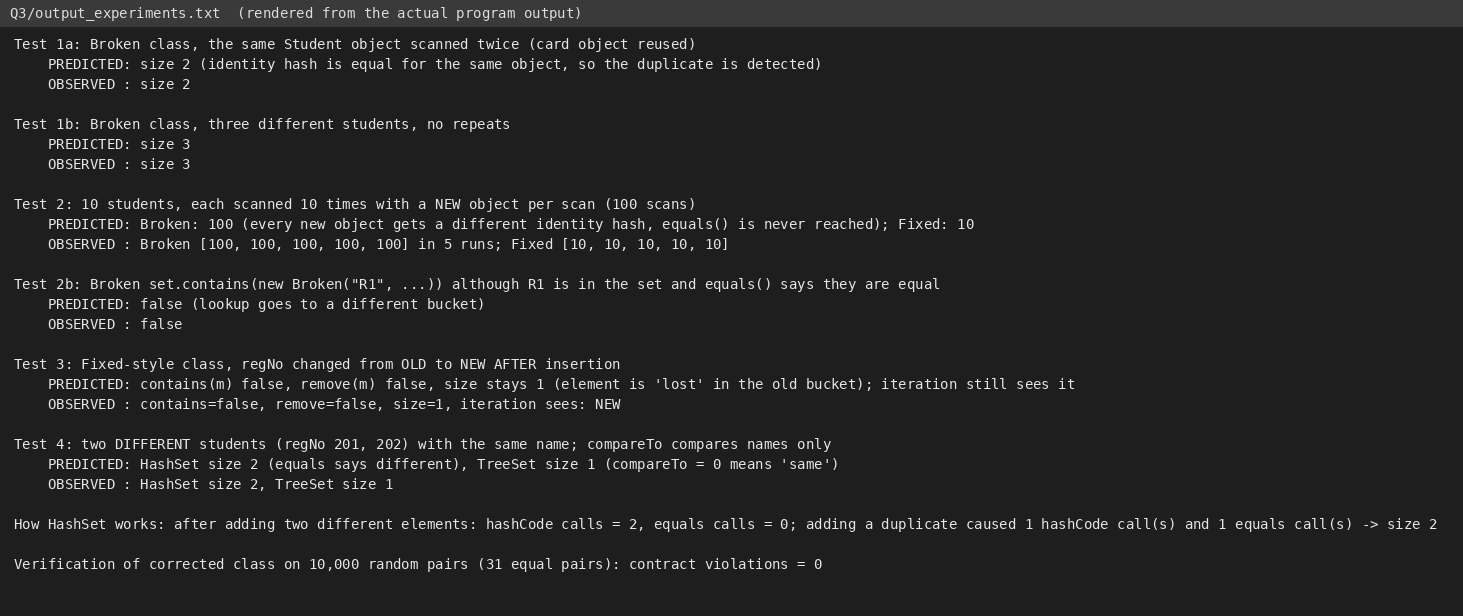 Q3/output_experiments.txt  (rendered from the actual program output)
Test 1a: Broken class, the same Student object scanned twice (card object reused)
PREDICTED: size 2 (identity hash is equal for the same object, so the duplicate is detected)
OBSERVED : size 2
Test 1b: Broken class, three different students, no repeats
PREDICTED: size 3
OBSERVED : size 3
Test 2: 10 students, each scanned 10 times with a NEW object per scan (100 scans)
PREDICTED: Broken: 100 (every new object gets a different identity hash, equals() is never reached); Fixed: 10
OBSERVED : Broken [100, 100, 100, 100, 100] in 5 runs; Fixed [10, 10, 10, 10, 10]
Test 2b: Broken set.contains(new Broken("R1", ...)) although R1 is in the set and equals() says they are equal
PREDICTED: false (lookup goes to a different bucket)
OBSERVED : false
Test 3: Fixed-style class, regNo changed from OLD to NEW AFTER insertion
PREDICTED: contains(m) false, remove(m) false, size stays 1 (element is 'lost' in the old bucket); iteration still sees it
OBSERVED : contains=false, remove=false, size=1, iteration sees: NEW
Test 4: two DIFFERENT students (regNo 201, 202) with the same name; compareTo compares names only
PREDICTED: HashSet size 2 (equals says different), TreeSet size 1 (compareTo = 0 means 'same')
OBSERVED : HashSet size 2, TreeSet size 1
How HashSet works: after adding two different elements: hashCode calls = 2, equals calls = 0; adding a duplicate caused 1 hashCode call(s) and 1 equals call(s) -> size 2
Verification of corrected class on 10,000 random pairs (31 equal pairs): contract violations = 0